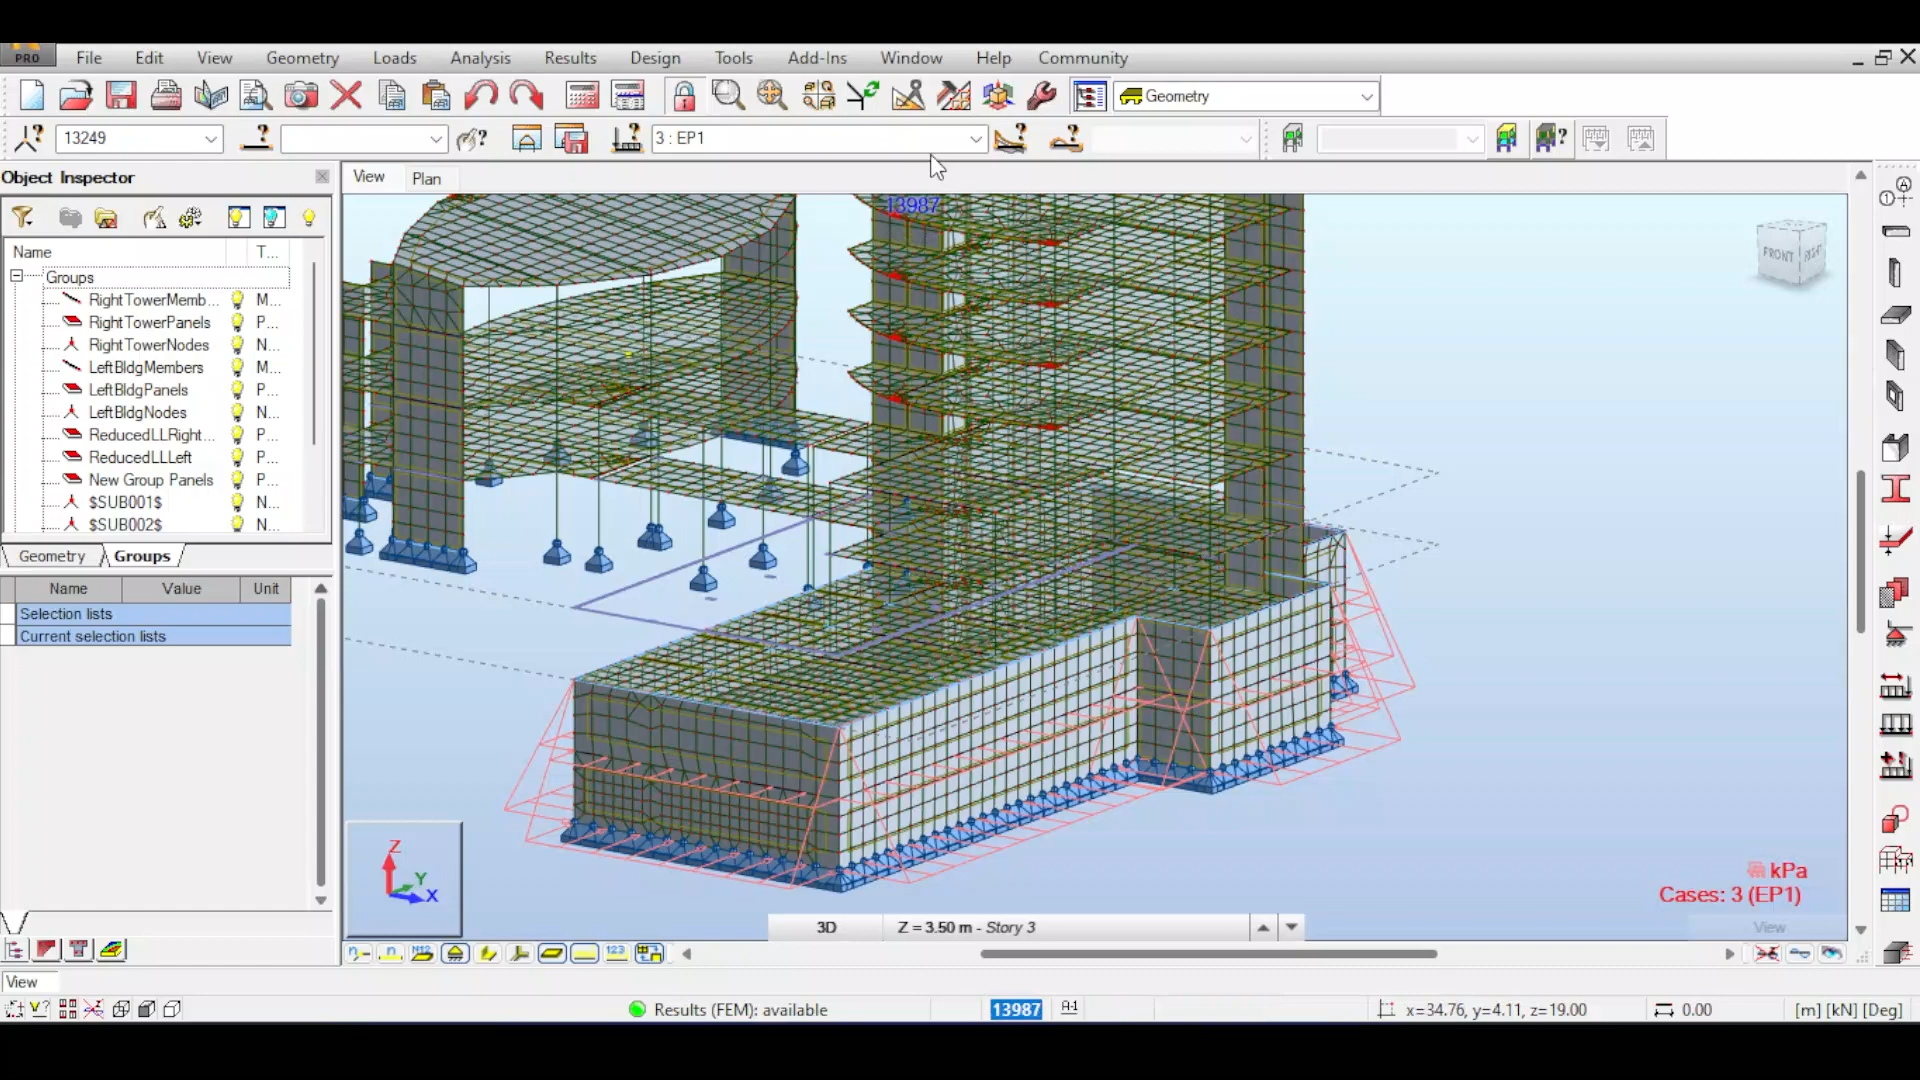 PRO
File Edit View Geometry Loads Analysis Results Design Tools Add-Ins Window Help Community
Geometry
13249
3 : EP1
Object Inspector
View
Plan
Name
T...
Groups
RightTowerMemb... M...
RightTowerPanels P...
RightTowerNodes N...
LeftBldgMembers M...
LeftBldgPanels P...
LeftBldgNodes N...
ReducedLLRight... P...
ReducedLLLeft P...
New Group Panels P...
$SUB001$ N...
$SUB002$ N...
Geometry
Groups
Name Value Unit
Selection lists
Current selection lists
13987
FRONT
RIGHT
Z
Y
X
kPa
Cases: 3 (EP1)
3D
Z = 3.50 m - Story 3
View
123
View
Results (FEM): available
13987
x=34.76, y=4.11, z=19.00
0.00
[m] [kN] [Deg]